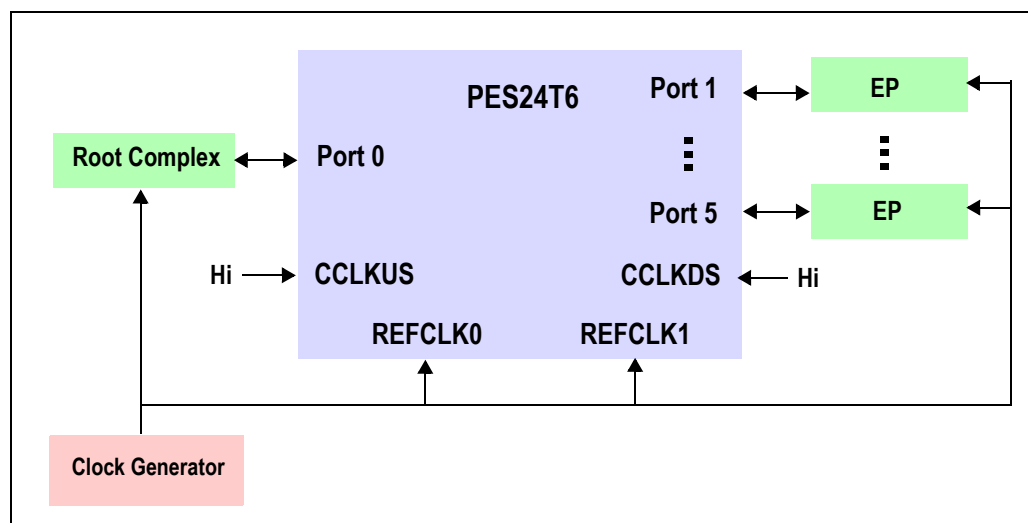 PES24T6
Port 1
EP
Root Complex
Port 0
Port 5
EP
Hi
CCLKUS
CCLKDS
Hi
REFCLK0
REFCLK1
Clock Generator